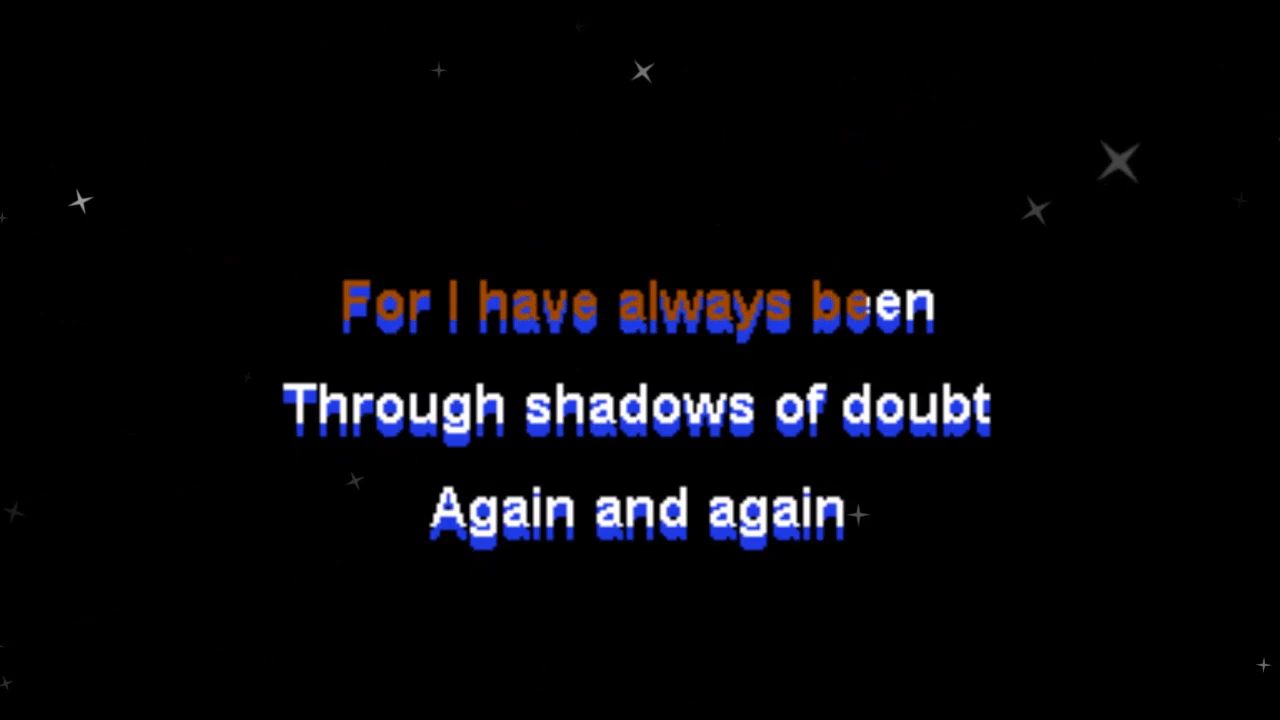 For I have always been
Through shadows of doubt
Again and again